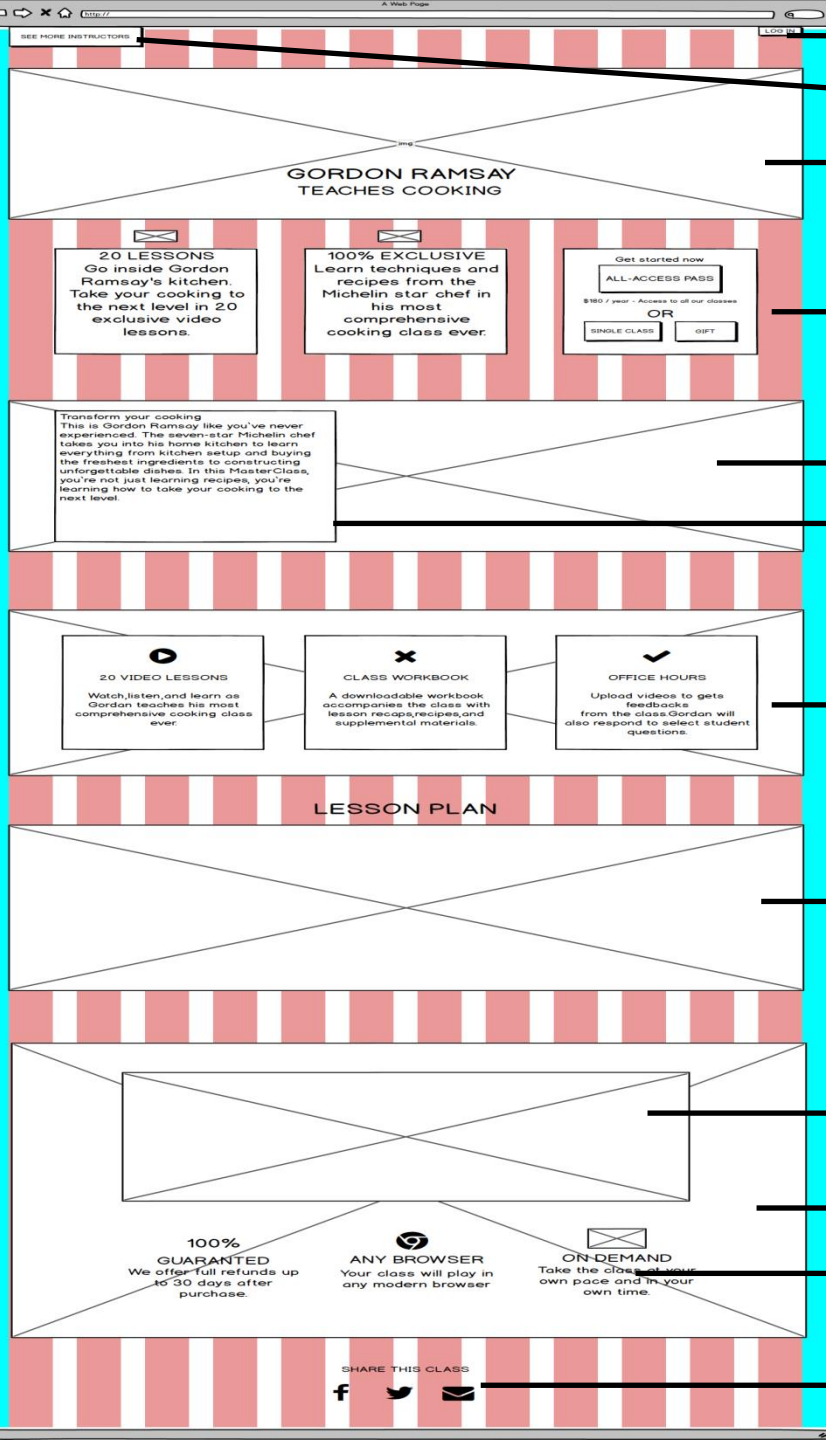 A Web Page
http://
SEE MORE INSTRUCTORS
LOG IN
img
GORDON RAMSAY
TEACHES COOKING
20 LESSONS
Go inside Gordon
Ramsay's kitchen.
Take your cooking to
the next level in 20
exclusive video
lessons.
100% EXCLUSIVE
Learn techniques and
recipes from the
Michelin star chef in
his most
comprehensive
cooking class ever.
Get started now
ALL-ACCESS PASS
$180 / year - Access to all our classes
OR
SINGLE CLASS
GIFT
Transform your cooking
This is Gordon Ramsay like you've never
experienced. The seven-star Michelin chef
takes you into his home kitchen to learn
everything from kitchen setup and buying
the freshest ingredients to constructing
unforgettable dishes. In this MasterClass,
you're not just learning recipes, you're
learning how to take your cooking to the
next level.
20 VIDEO LESSONS
Watch,listen,and learn as
Gordan teaches his most
comprehensive cooking class
ever.
CLASS WORKBOOK
A downloadable workbook
accompanies the class with
lesson recaps,recipes,and
supplemental materials.
OFFICE HOURS
Upload videos to gets
feedbacks
from the class.Gordan will
also respond to select student
questions.
LESSON PLAN
100%
GUARANTED
We offer full refunds up
to 30 days after
purchase.
ANY BROWSER
Your class will play in
any modern browser
ON DEMAND
Take the class at your
own pace and in your
own time.
SHARE THIS CLASS